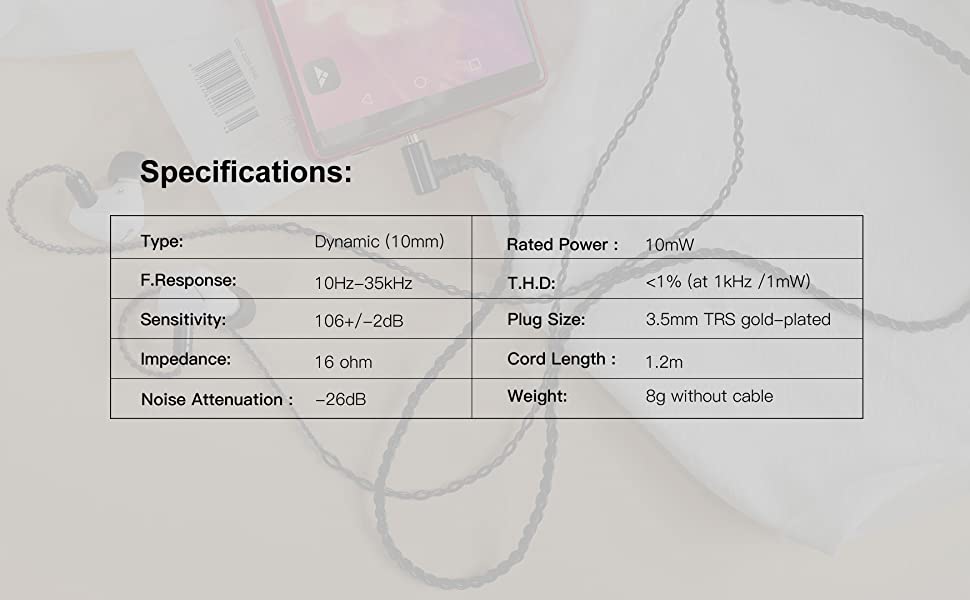 Specifications:
Type: Dynamic (10mm) Rated Power : 10mW
F.Response: 10Hz-35kHz T.H.D: <1% (at 1kHz /1mW)
Sensitivity: 106+/-2dB Plug Size: 3.5mm TRS gold-plated
Impedance: 16 ohm Cord Length : 1.2m
Noise Attenuation : -26dB Weight: 8g without cable